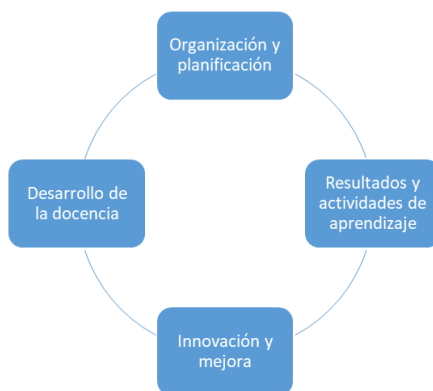 Organización y
planificación
Desarrollo de
la docencia
Resultados y
actividades de
aprendizaje
Innovación y
mejora